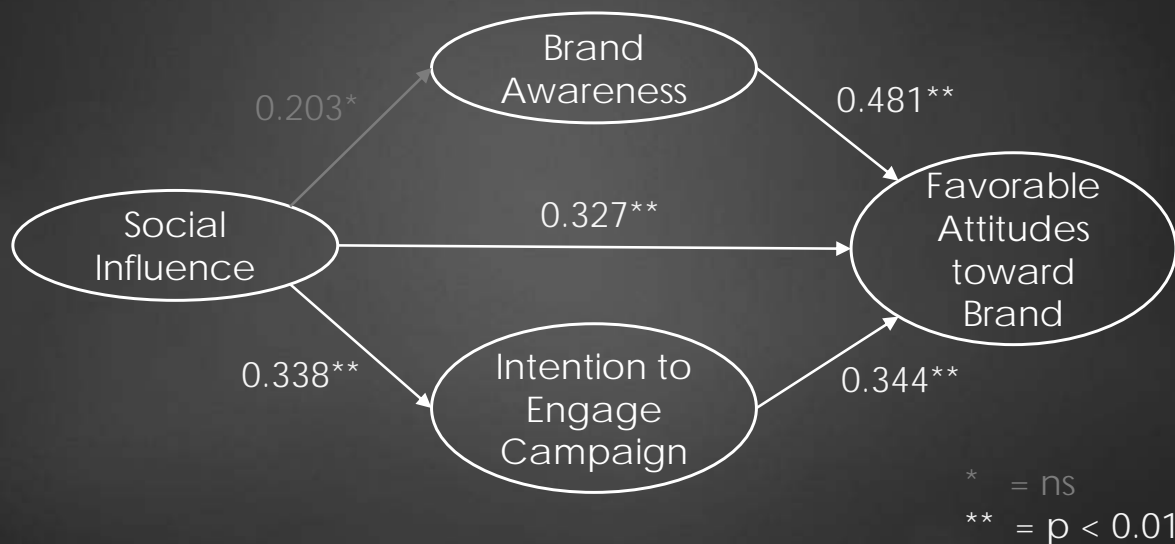 Brand
Awareness
0.203*
0.481**
Social
Influence
0.327**
Favorable
Attitudes
toward
Brand
0.338**
Intention to
Engage
Campaign
0.344**
* = ns
** = p < 0.01